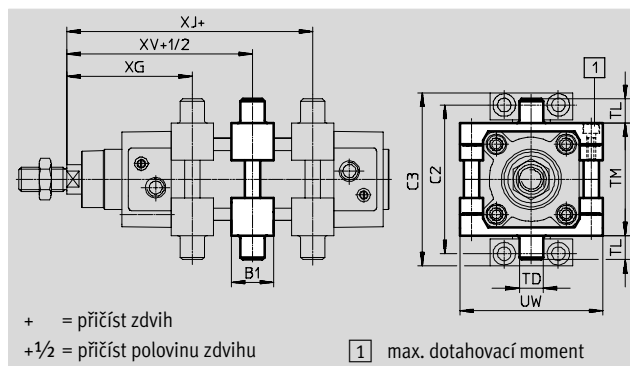 XJ+
XV+1/2
XG
B1
1
C3
C2
TL
TM
TL
TD
UW
+ = přičíst zdvih
+½ = přičíst polovinu zdvihu
1 max. dotahovací moment